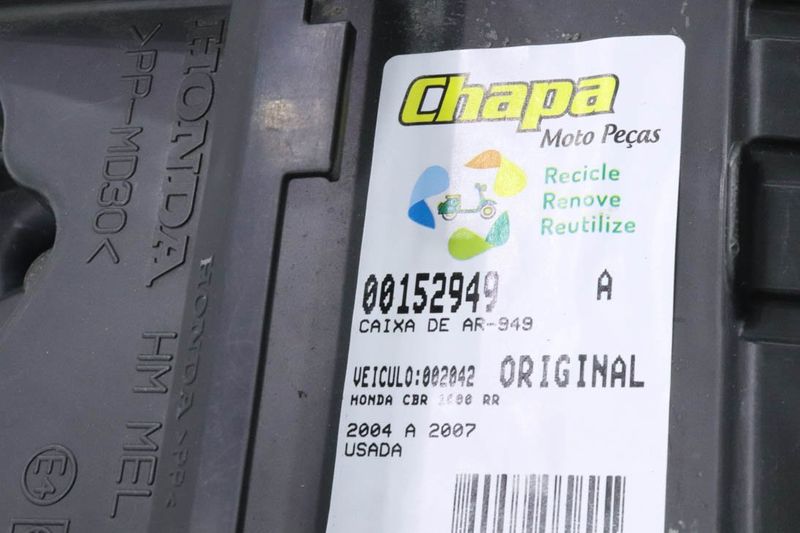 HONDA
>PP-MD30<
HONDA >PP<
HM MEL
E4
Chapa
Moto Peças
Recicle
Renove
Reutilize
00152949 A
CAIXA DE AR-949
VEICULO:002042 ORIGINAL
HONDA CBR 1000 RR
2004 A 2007
USADA